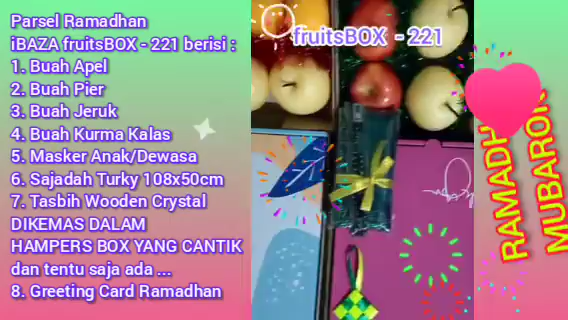 Parsel Ramadhan
iBAZA fruitsBOX - 221 berisi :
1. Buah Apel
2. Buah Pier
3. Buah Jeruk
4. Buah Kurma Kalas
5. Masker Anak/Dewasa
6. Sajadah Turky 108x50cm
7. Tasbih Wooden Crystal
DIKEMAS DALAM
HAMPERS BOX YANG CANTIK
dan tentu saja ada ...
8. Greeting Card Ramadhan
fruitsBOX - 221
RAMADH
MUBAROK